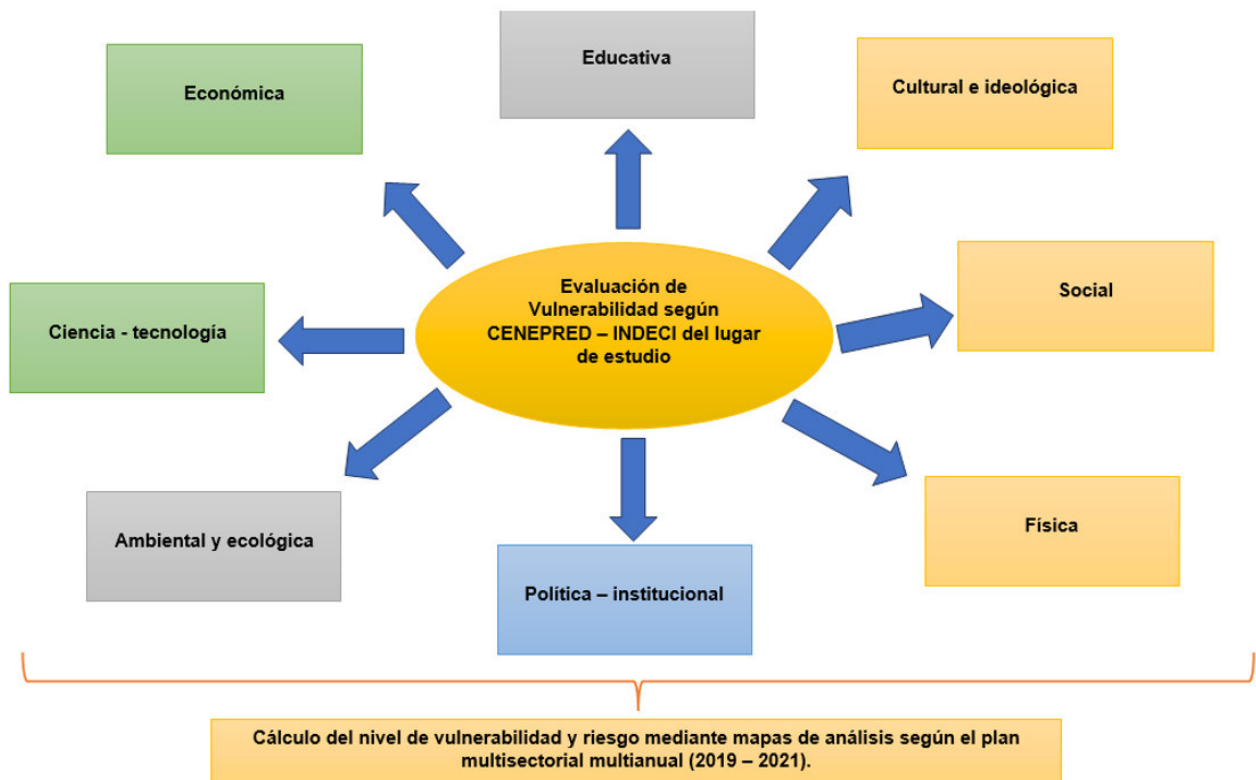 Educativa
Económica
Cultural e ideológica
Evaluación de
Vulnerabilidad según
CENEPRED – INDECI del lugar
de estudio
Social
Ciencia - tecnología
Ambiental y ecológica
Física
Política – institucional
Cálculo del nivel de vulnerabilidad y riesgo mediante mapas de análisis según el plan
multisectorial multianual (2019 – 2021).